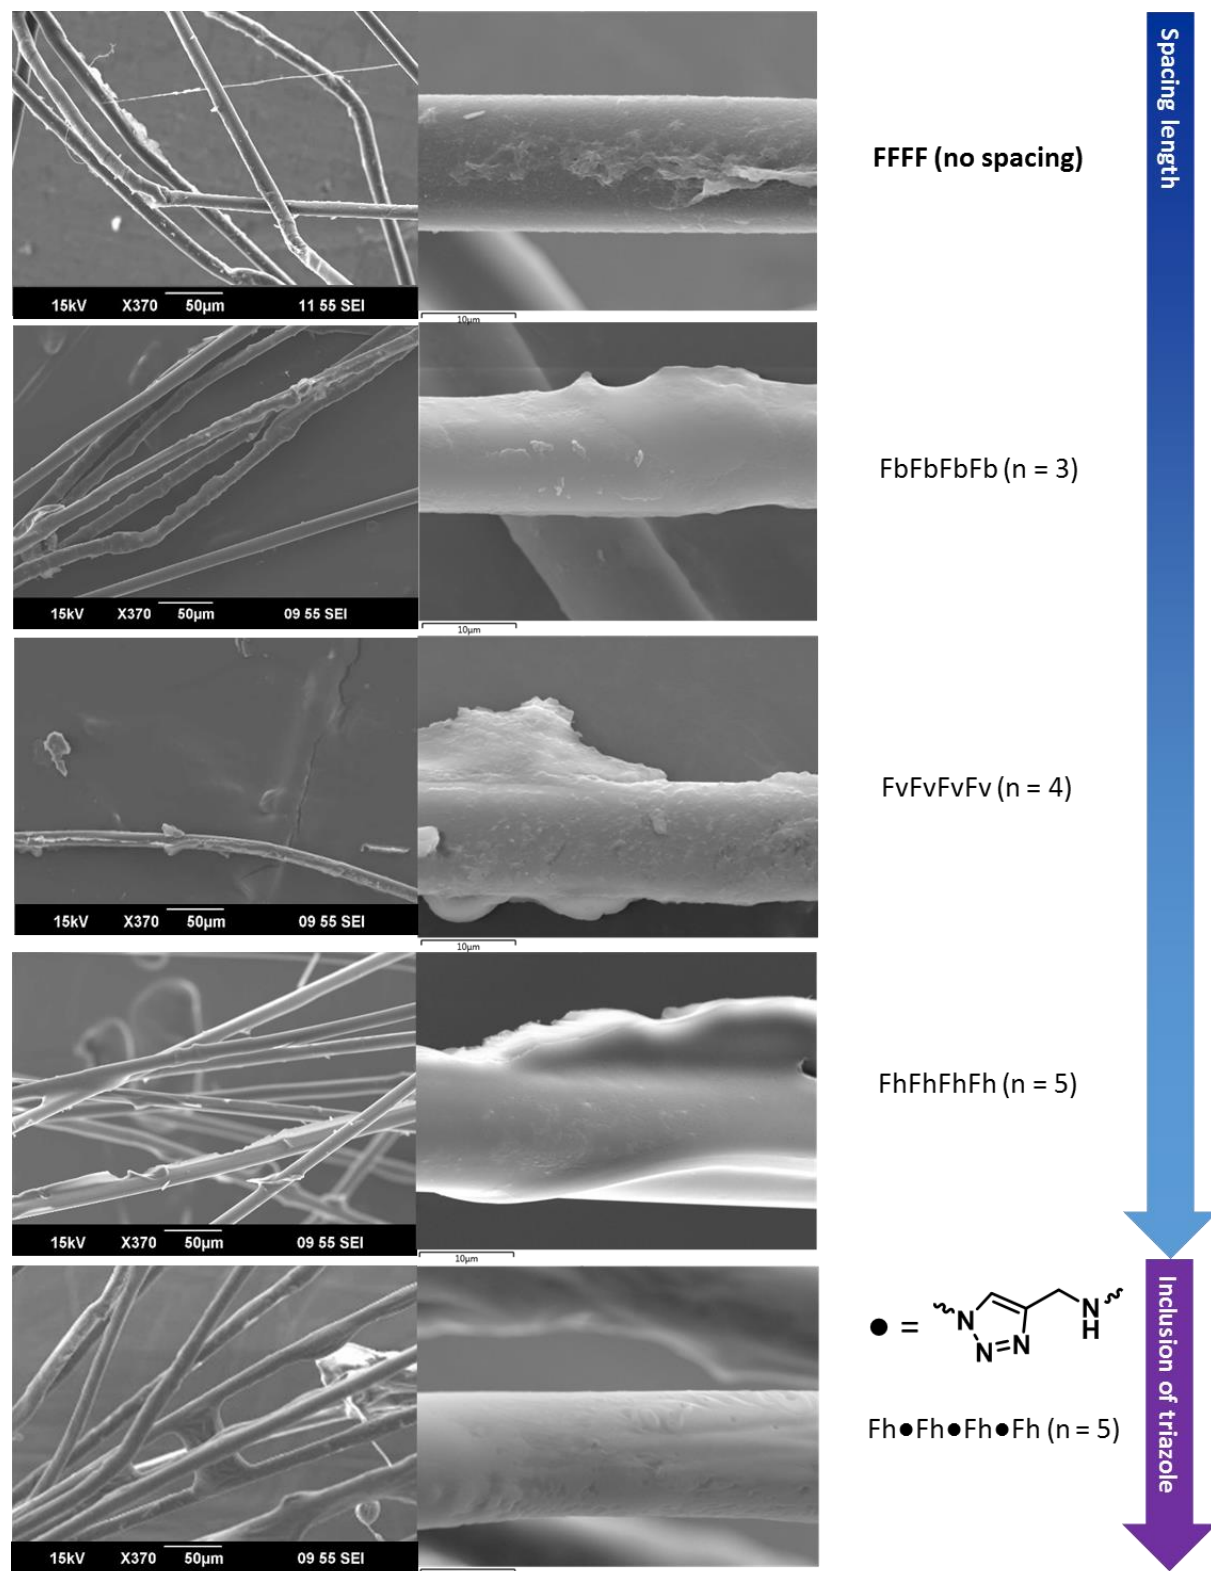 Spacing length
FFFF (no spacing)
15kV X370 50µm 11 55 SEI
10µm
FbFbFbFb (n = 3)
15kV X370 50µm 09 55 SEI
10µm
FvFvFvFv (n = 4)
15kV X370 50µm 09 55 SEI
10µm
FhFhFhFh (n = 5)
15kV X370 50µm 09 55 SEI
10µm
Inclusion of triazole
● =
N
N=N
N
H
Fh●Fh●Fh●Fh (n = 5)
15kV X370 50µm 09 55 SEI